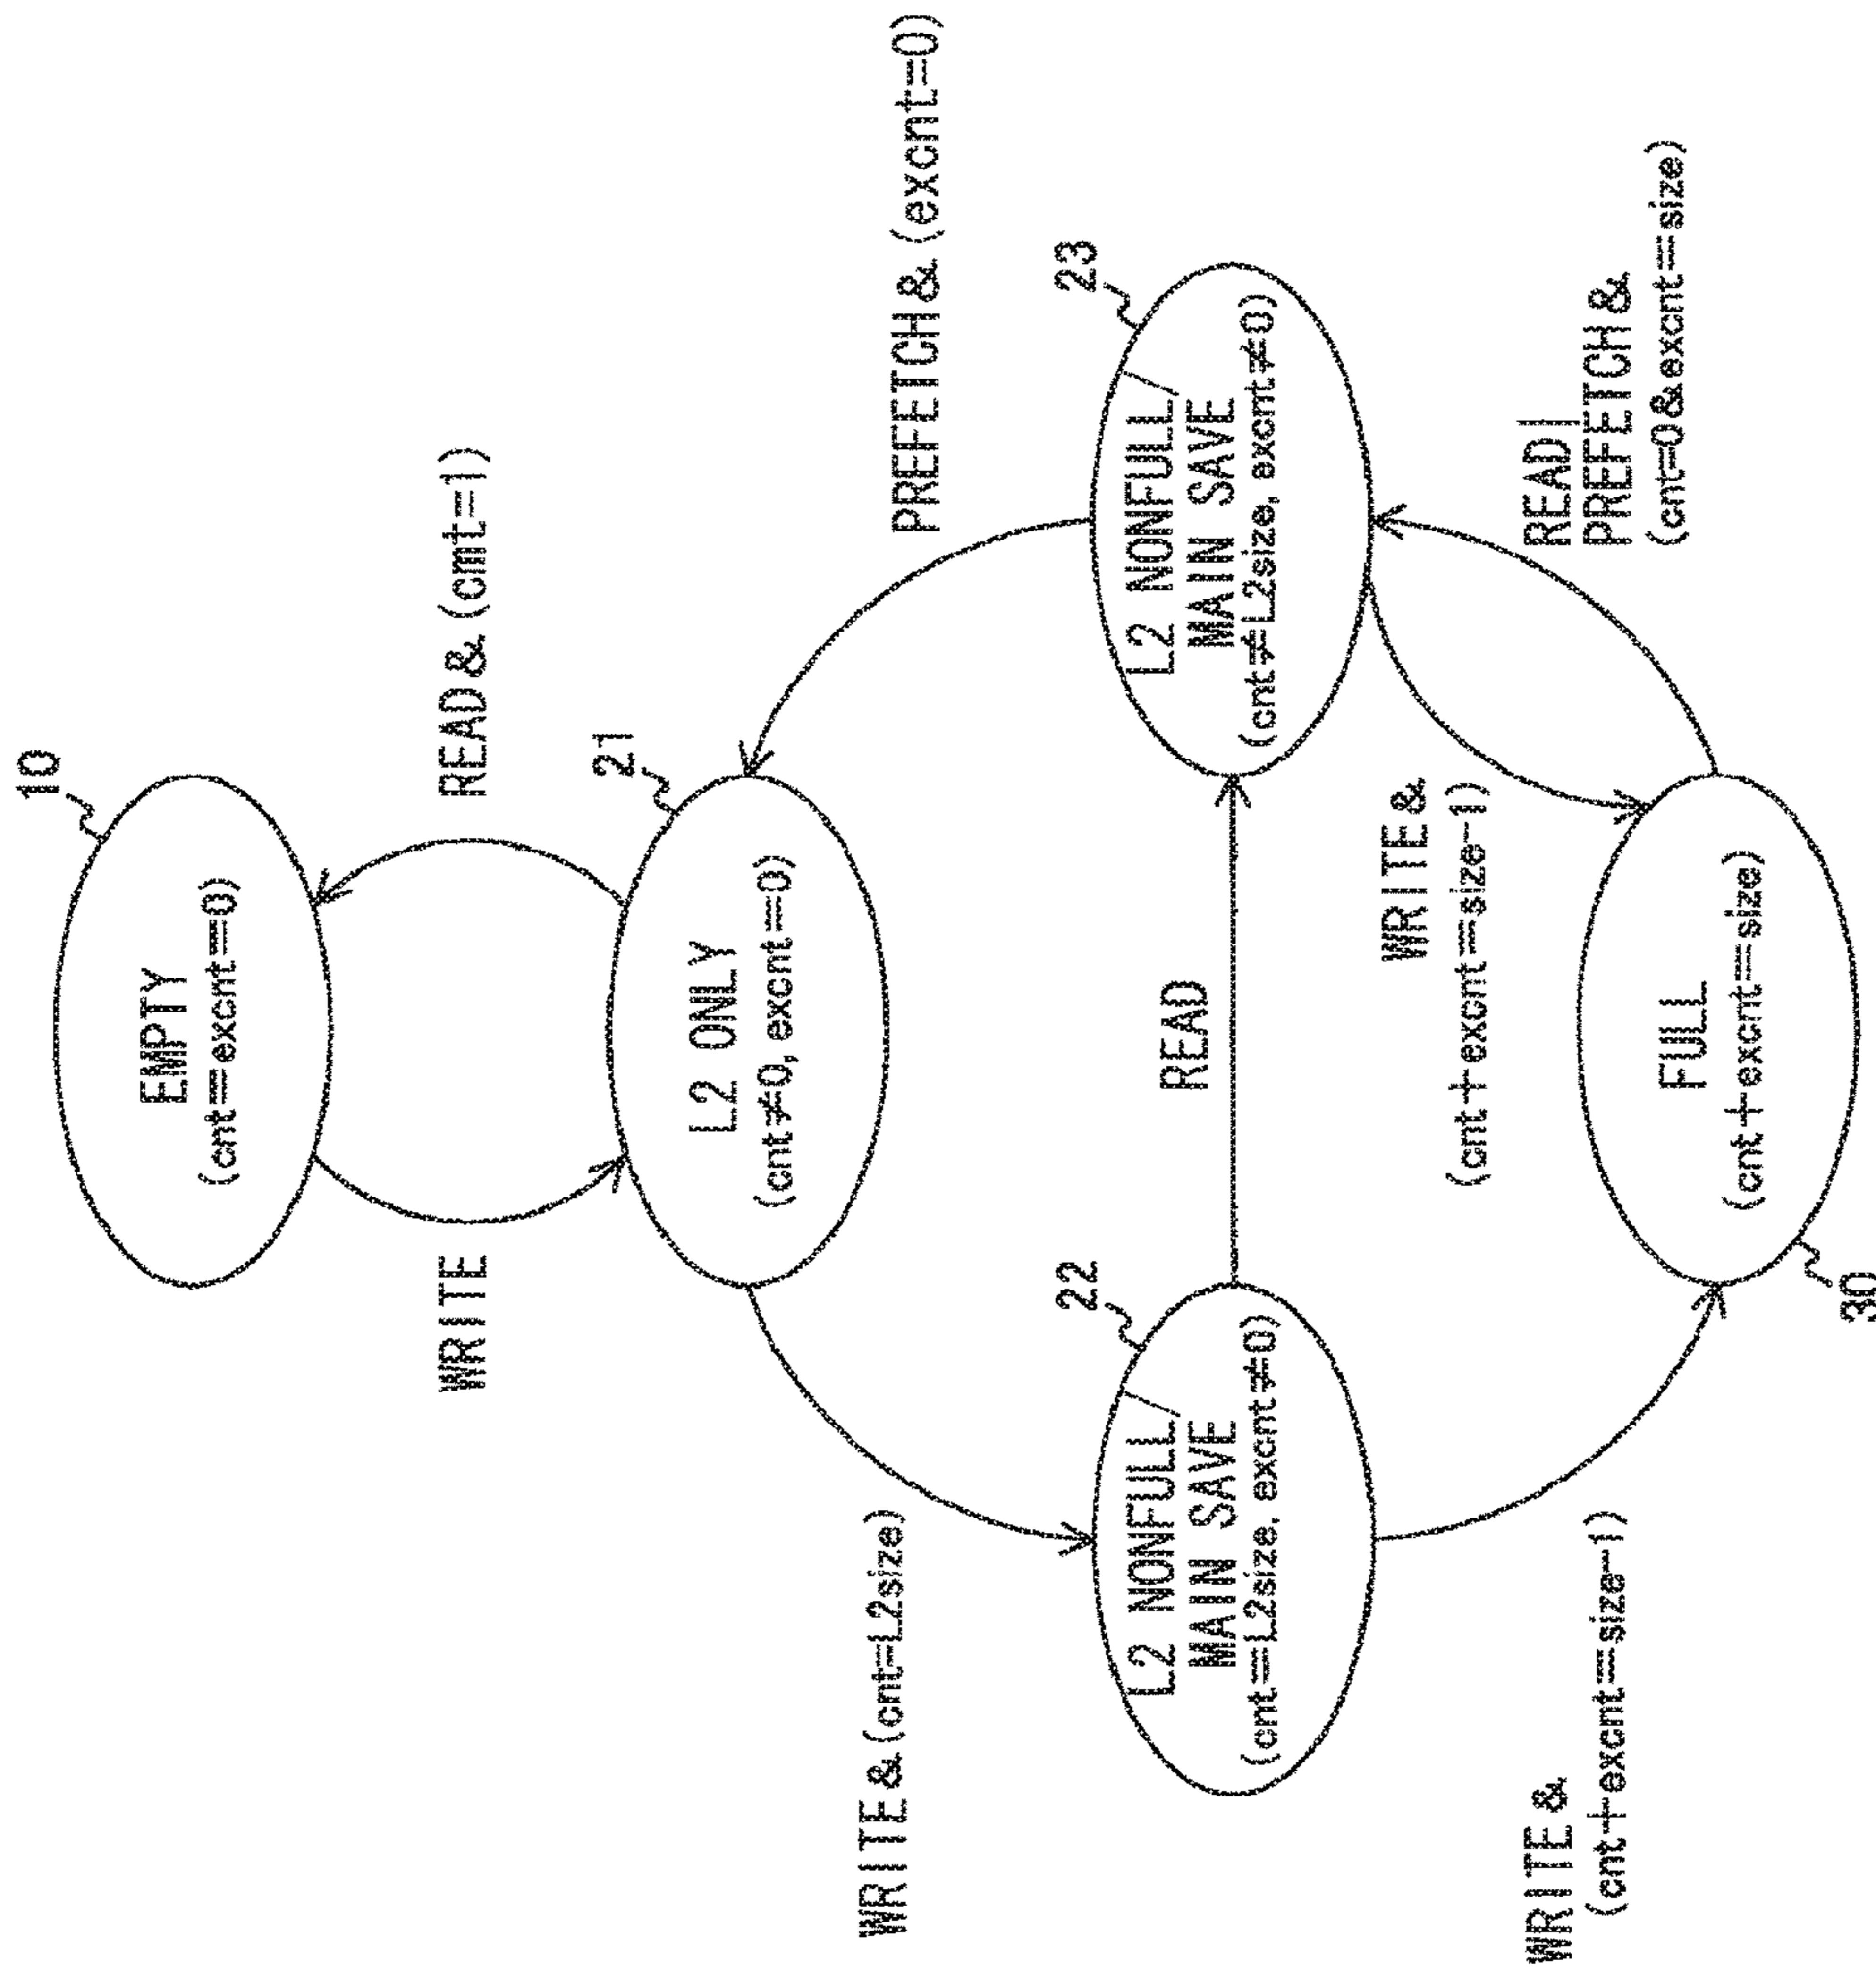 10
EMPTY
(cnt==excnt==0)
WRITE
READ&(cmt=1)
21
L2 ONLY
(cnt≠0, excnt==0)
WRITE&(cnt=L2size)
PREFETCH&(excnt=0)
22
L2 NONFULL
MAIN SAVE
(cnt==L2size, excnt≠0)
READ
23
L2 NONFULL
MAIN SAVE
(cnt≠L2size, excnt≠0)
WRITE&
(cnt+excnt==size-1)
WRITE&
(cnt+excnt==size-1)
READ|
PREFETCH&
(cnt=0&excnt==size)
FULL
(cnt+excnt==size)
30